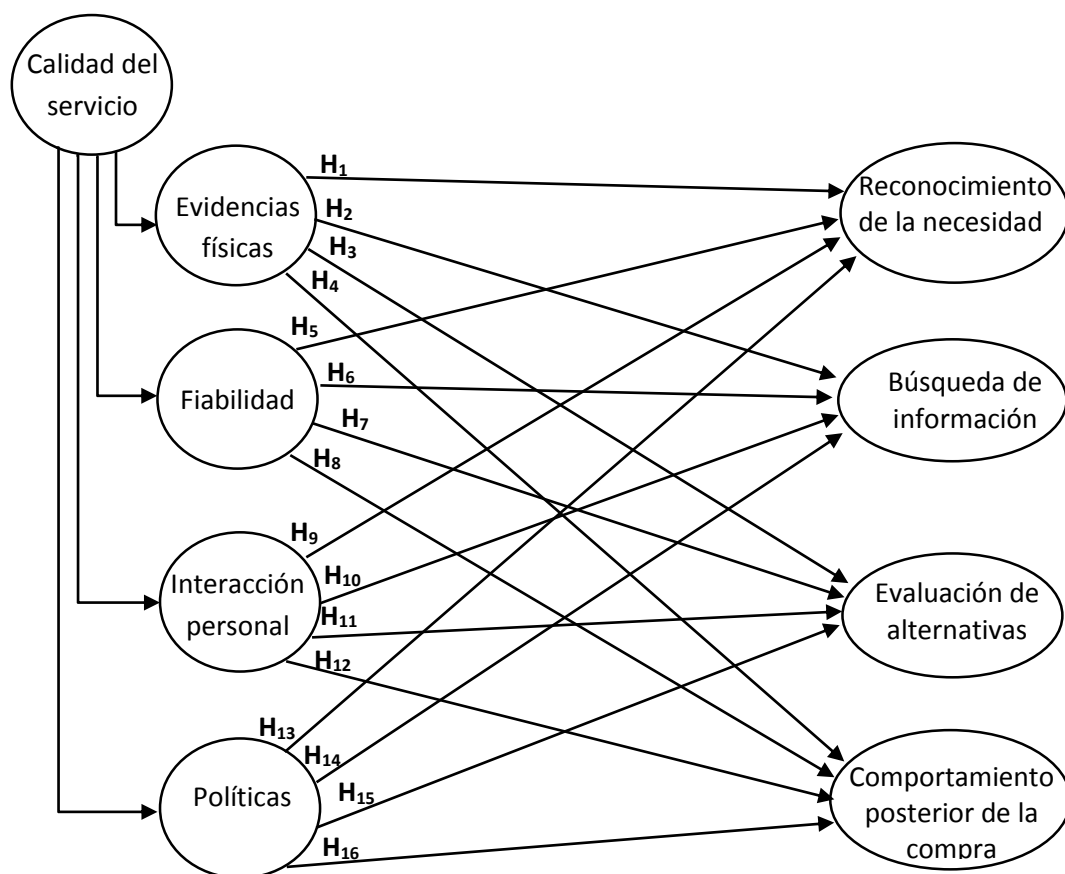 Calidad del
servicio
Evidencias
físicas
H₁
H₂
H₃
H₄
Reconocimiento
de la necesidad
Fiabilidad
H₅
H₆
H₇
H₈
Búsqueda de
información
Interacción
personal
H₉
H₁₀
H₁₁
H₁₂
Evaluación de
alternativas
Políticas
H₁₃
H₁₄
H₁₅
H₁₆
Comportamiento
posterior de la
compra